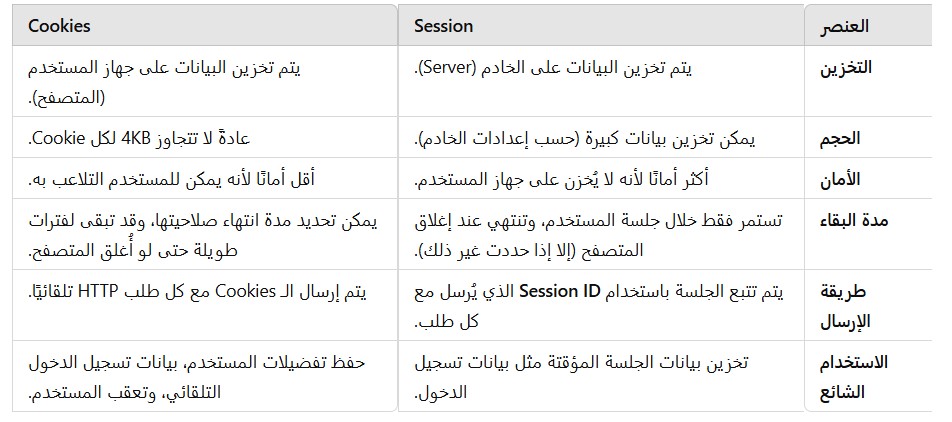 العنصر
Session
Cookies
التخزين
يتم تخزين البيانات على الخادم (Server).
يتم تخزين البيانات على جهاز المستخدم
(المتصفح).
الحجم
يمكن تخزين بيانات كبيرة (حسب إعدادات الخادم).
عادةً لا تتجاوز 4KB لكل Cookie.
الأمان
أكثر أمانًا لأنه لا يُخزن على جهاز المستخدم.
أقل أمانًا لأنه يمكن للمستخدم التلاعب به.
مدة البقاء
تستمر فقط خلال جلسة المستخدم، وتنتهي عند إغلاق
المتصفح (إلا إذا حددت غير ذلك).
يمكن تحديد مدة انتهاء صلاحيتها، وقد تبقى لفترات
طويلة حتى لو أُغلق المتصفح.
طريقة
الإرسال
يتم تتبع الجلسة باستخدام Session ID الذي يُرسل مع
كل طلب.
يتم إرسال الـ Cookies مع كل طلب HTTP تلقائيًا.
الاستخدام
الشائع
تخزين بيانات الجلسة المؤقتة مثل بيانات تسجيل
الدخول.
حفظ تفضيلات المستخدم، بيانات تسجيل الدخول
التلقائي، وتعقب المستخدم.